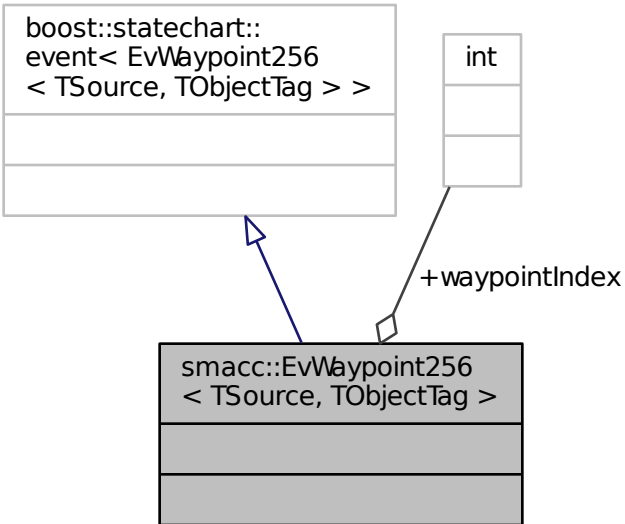 boost::statechart::
event< EvWaypoint256
< TSource, TObjectTag > >
int
+waypointIndex
smacc::EvWaypoint256
< TSource, TObjectTag >